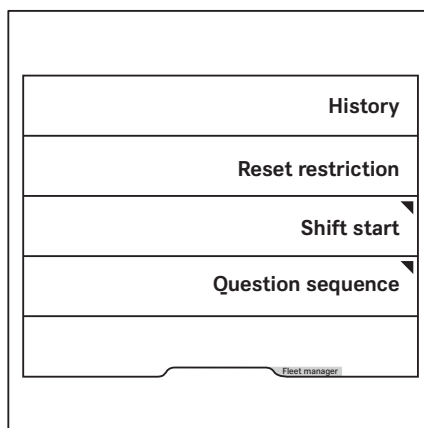 History
Reset restriction
Shift start
Question sequence
Fleet manager